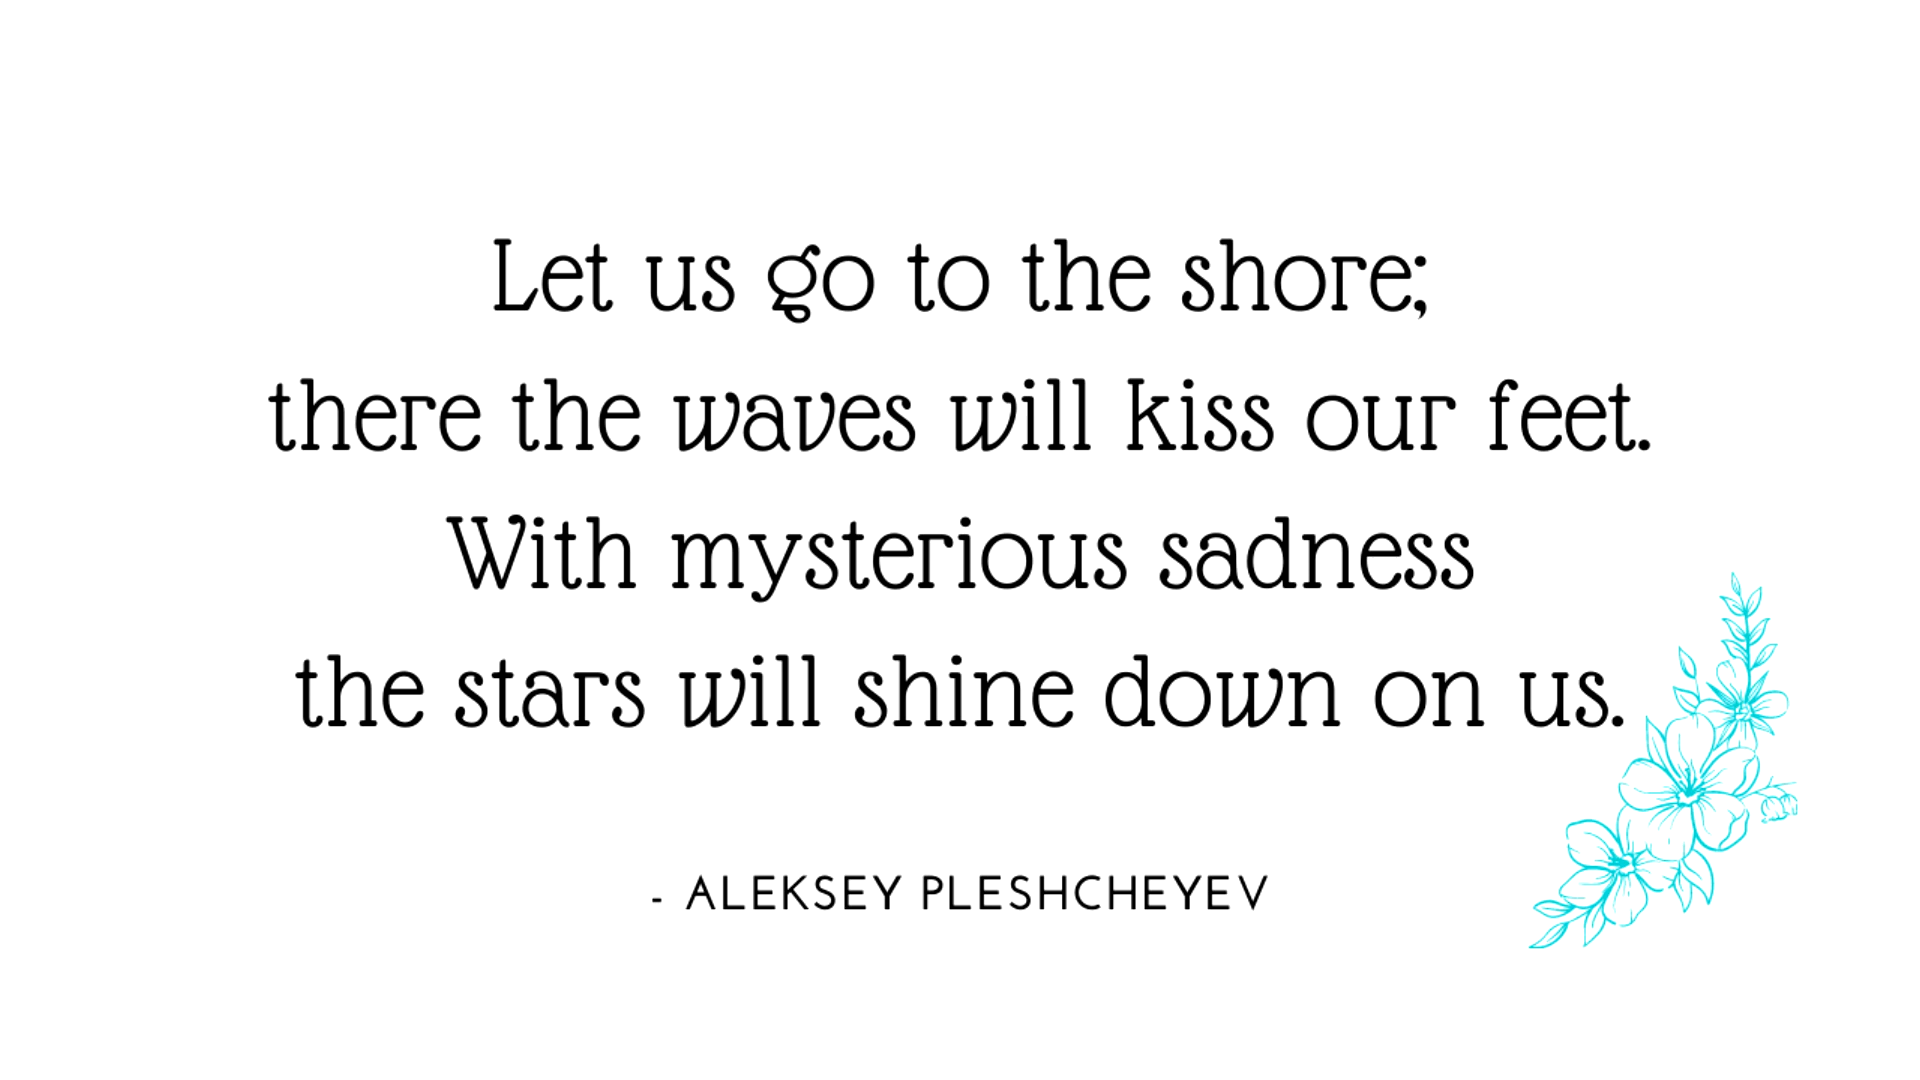 Let us go to the shore;
there the waves will kiss our feet.
With mysterious sadness
the stars will shine down on us.
- ALEKSEY PLESHCHEYEV